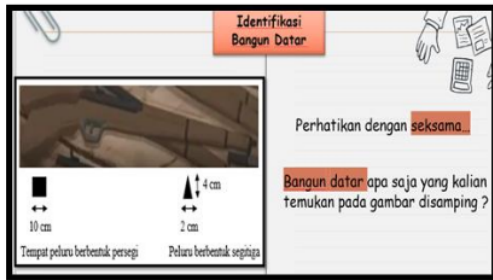 Identifikasi
Bangun Datar
Perhatikan dengan seksama...
Bangun datar apa saja yang kalian
temukan pada gambar disamping ?
4 cm
10 cm
2 cm
Tempat peluru berbentuk persegi
Peluru berbentuk segitiga